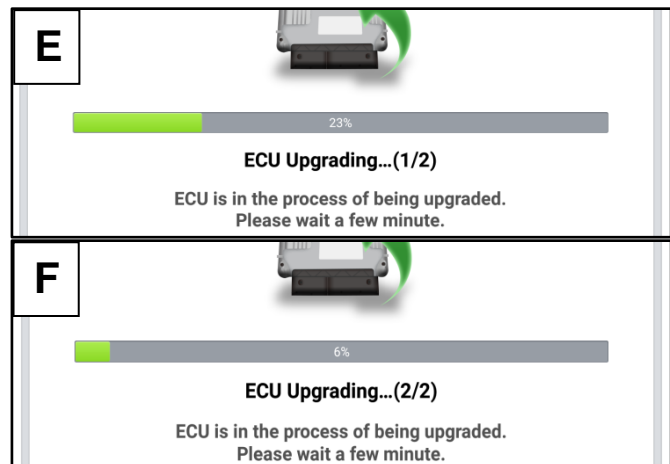 E
23%
ECU Upgrading...(1/2)
ECU is in the process of being upgraded.
Please wait a few minute.
F
6%
ECU Upgrading...(2/2)
ECU is in the process of being upgraded.
Please wait a few minute.